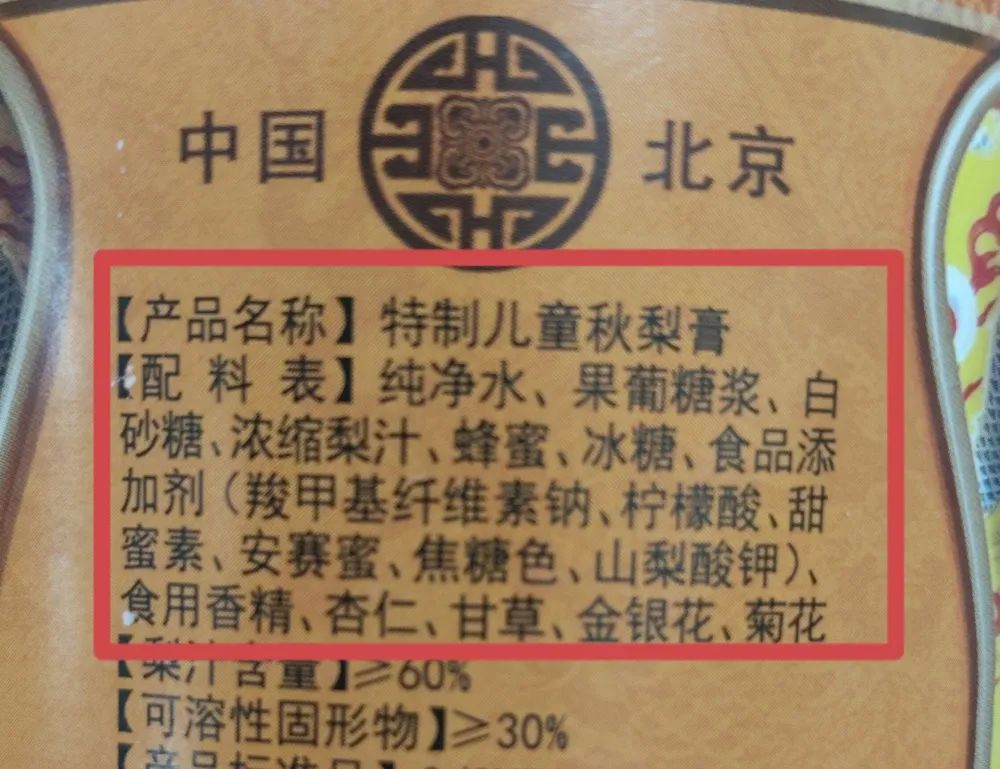 中国 北京
【产品名称】特制儿童秋梨膏
【配 料 表】纯净水、果葡糖浆、白
砂糖、浓缩梨汁、蜂蜜、冰糖、食品添
加剂（羧甲基纤维素钠、柠檬酸、甜
蜜素、安赛蜜、焦糖色、山梨酸钾）、
食用香精、杏仁、甘草、金银花、菊花
【梨汁含量】≥60%
【可溶性固形物】≥30%